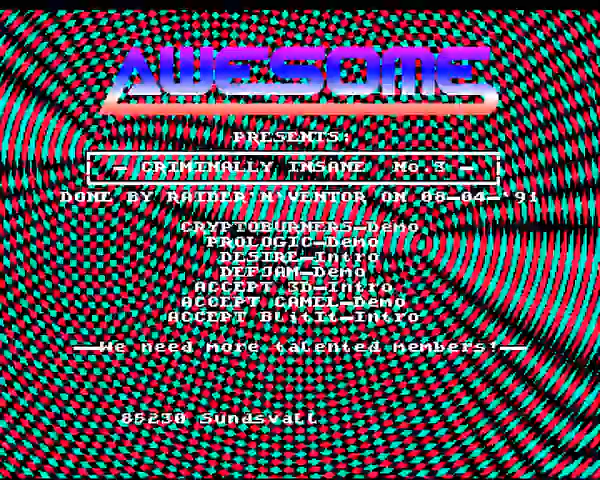 AWESOME
PRESENTS:
— CRIMINALLY INSANE No.3 —
DONE BY RAIDER N'VENTOR ON 08-04-'91
CRYPTOBURNERS-Demo
PROLOGIC-Demo
DESIRE-Intro
DEFJAM-Demo
ACCEPT 3D-Intro
ACCEPT CAMEL-Demo
ACCEPT BlitIt-Intro
——We need more talented members!——
85230 Sundsvall